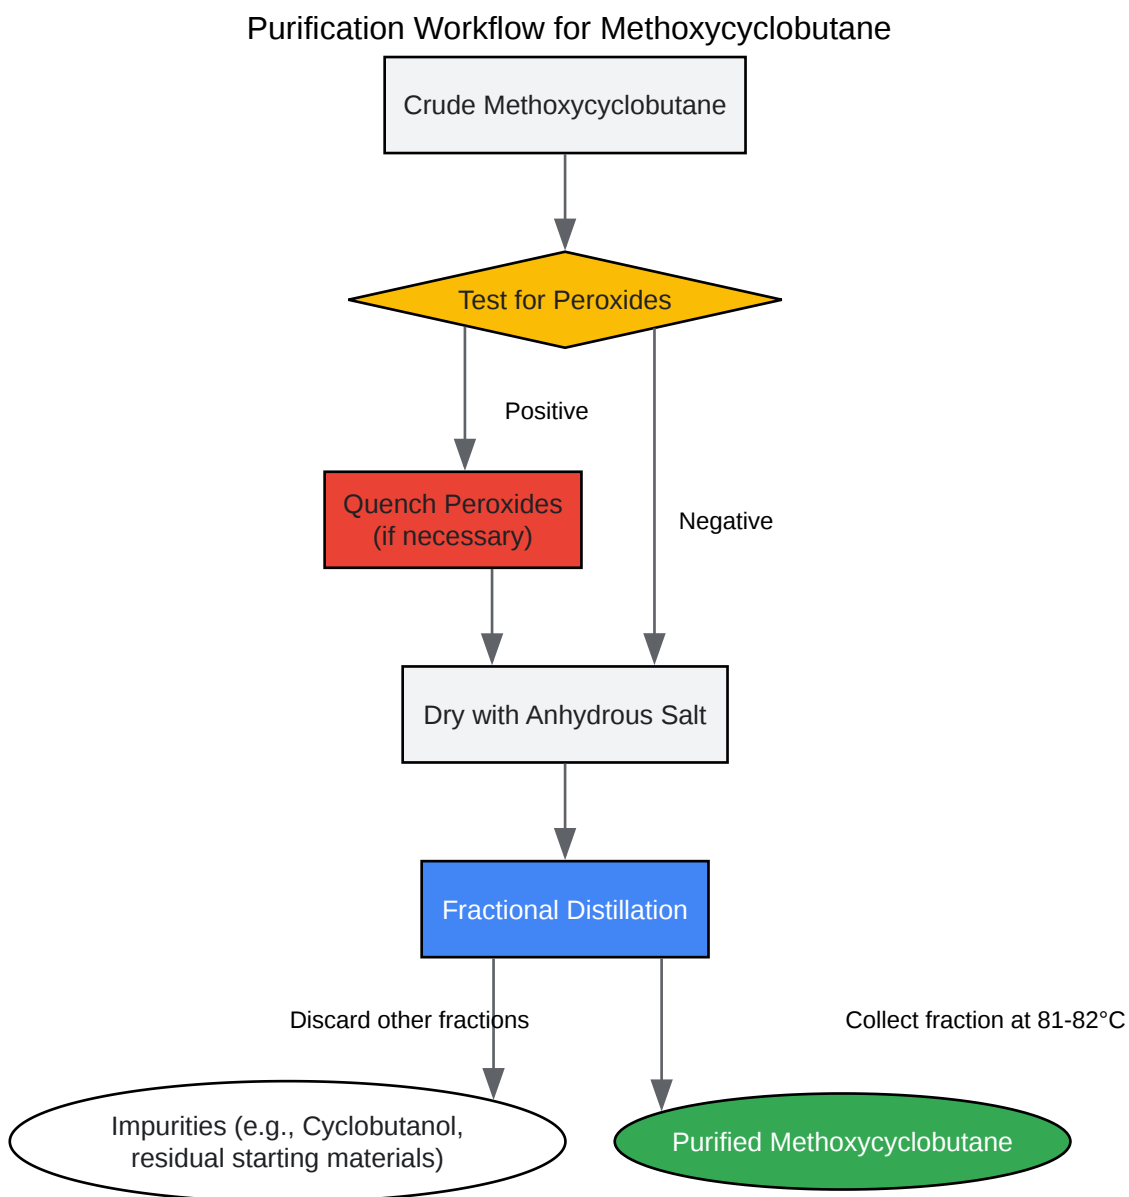 Purification Workflow for Methoxycyclobutane
Crude Methoxycyclobutane
Test for Peroxides
Positive
Quench Peroxides
(if necessary)
Negative
Dry with Anhydrous Salt
Fractional Distillation
Discard other fractions
Collect fraction at 81-82°C
Impurities (e.g., Cyclobutanol,
residual starting materials)
Purified Methoxycyclobutane